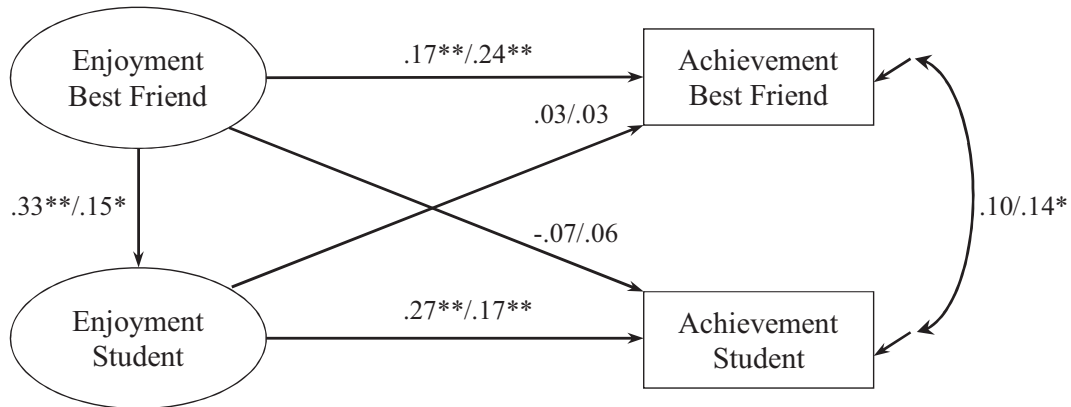 Enjoyment
Best Friend
.17**/.24**
Achievement
Best Friend
.03/.03
.33**/.15*
.10/.14*
-.07/.06
Enjoyment
Student
.27**/.17**
Achievement
Student